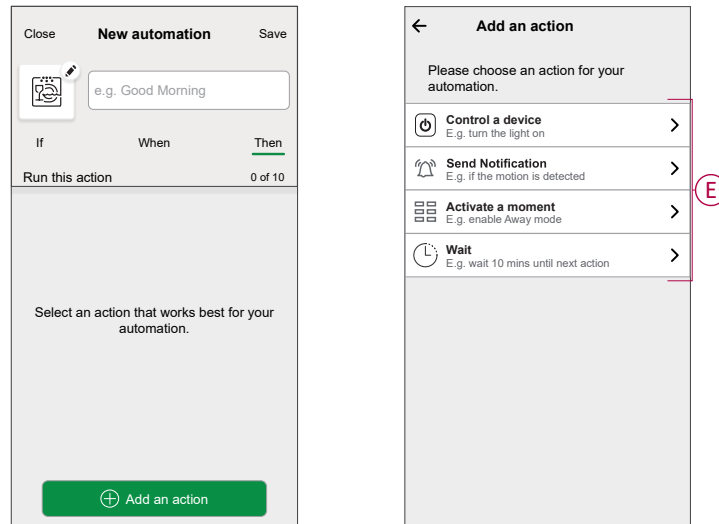 Close New automation Save
e.g. Good Morning
If When Then
Run this action 0 of 10
Select an action that works best for your
automation.
Add an action
Add an action
Please choose an action for your
automation.
Control a device
E.g. turn the light on
Send Notification
E.g. if the motion is detected
Activate a moment
E.g. enable Away mode
Wait
E.g. wait 10 mins until next action
E